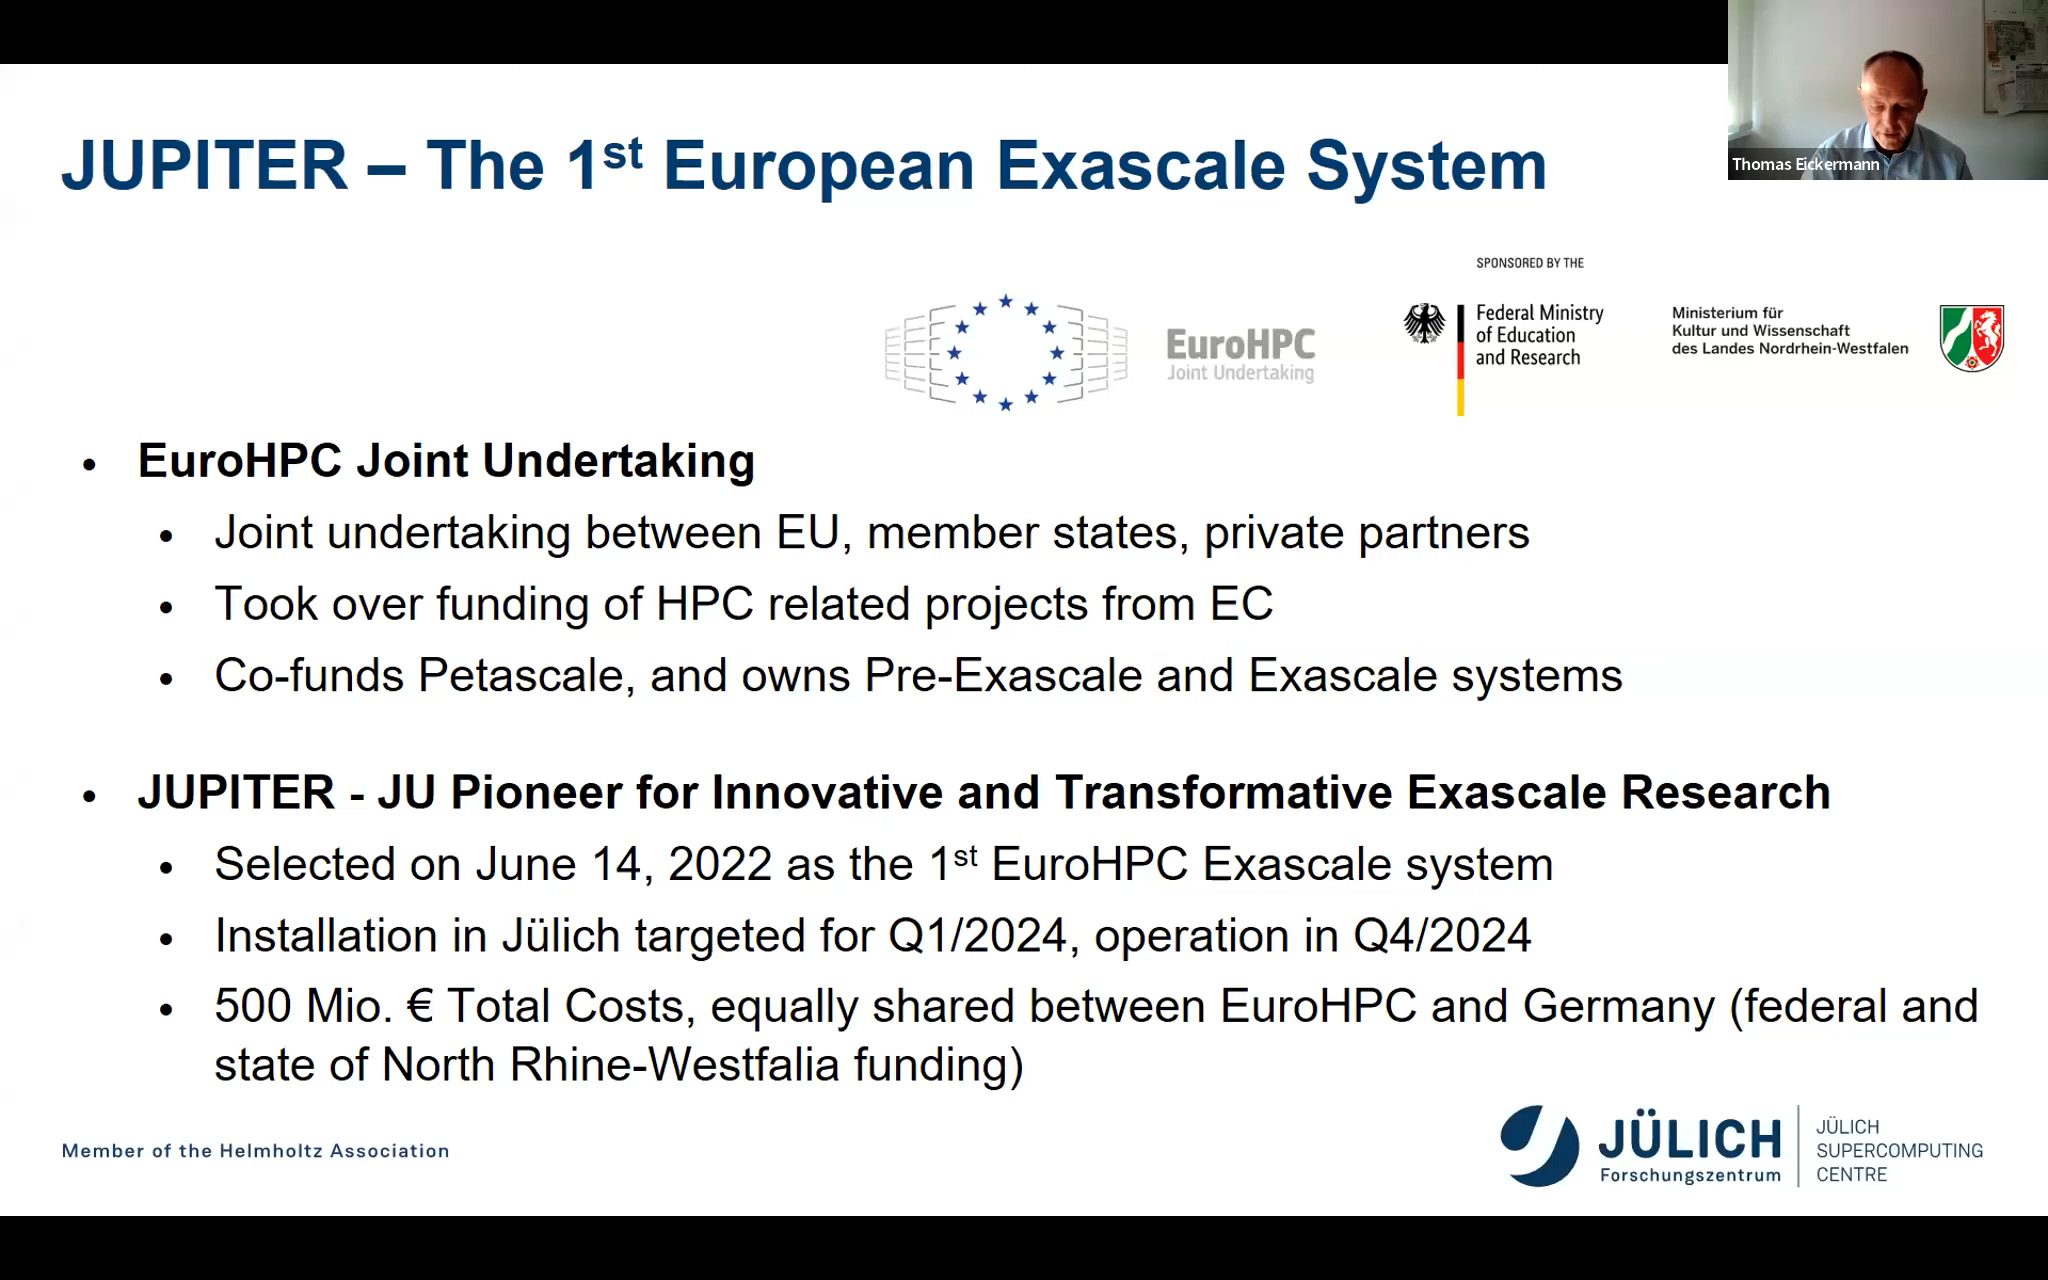 JUPITER – The 1st European Exascale System
Thomas Eickermann
SPONSORED BY THE
EuroHPC
Joint Undertaking
Federal Ministry
of Education
and Research
Ministerium für
Kultur und Wissenschaft
des Landes Nordrhein-Westfalen
• EuroHPC Joint Undertaking
• Joint undertaking between EU, member states, private partners
• Took over funding of HPC related projects from EC
• Co-funds Petascale, and owns Pre-Exascale and Exascale systems
• JUPITER - JU Pioneer for Innovative and Transformative Exascale Research
• Selected on June 14, 2022 as the 1st EuroHPC Exascale system
• Installation in Jülich targeted for Q1/2024, operation in Q4/2024
• 500 Mio. € Total Costs, equally shared between EuroHPC and Germany (federal and
state of North Rhine-Westfalia funding)
Member of the Helmholtz Association
JÜLICH
Forschungszentrum
JÜLICH
SUPERCOMPUTING
CENTRE